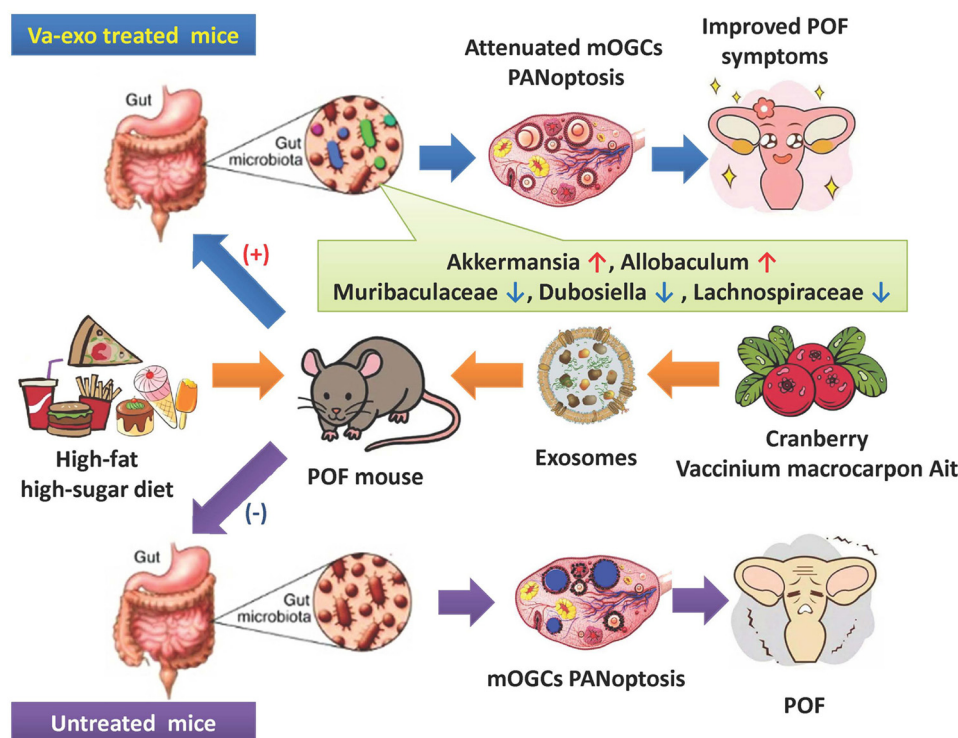 Va-exo treated mice
Attenuated mOGCs
PANoptosis
Improved POF
symptoms
Gut
Gut
microbiota
(+)
Akkermansia ↑, Allobaculum ↑
Muribaculaceae ↓, Dubosiella ↓ , Lachnospiraceae ↓
High-fat
high-sugar diet
POF mouse
Exosomes
Cranberry
Vaccinium macrocarpon Ait
(-)
Gut
Gut
microbiota
mOGCs PANoptosis
POF
Untreated mice